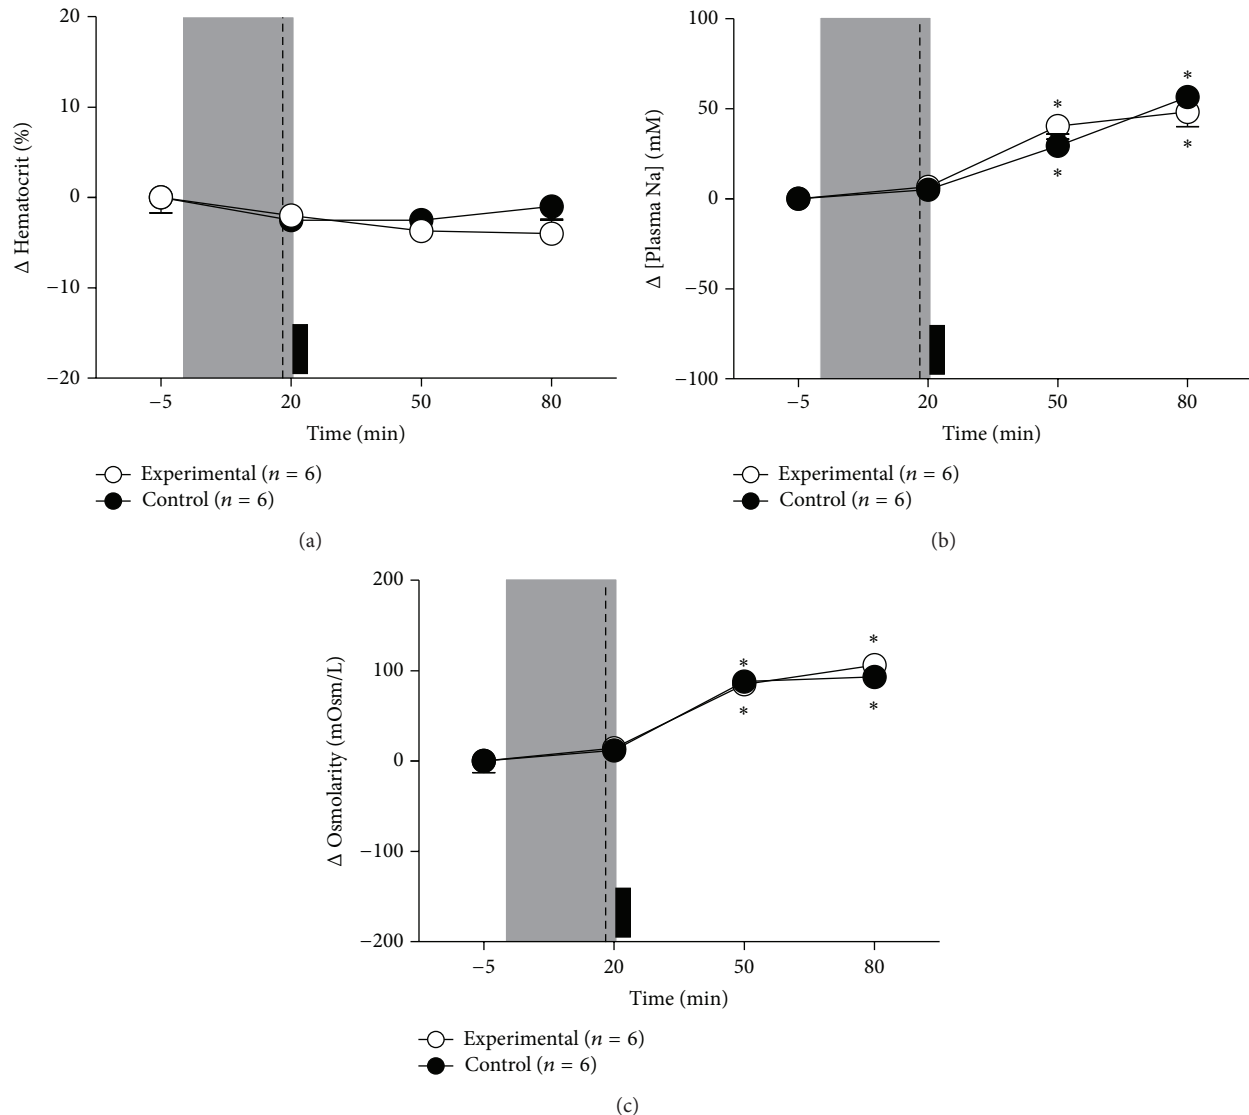 20
10
0
−10
−20
Δ Hematocrit (%)
−5 20 50 80
Time (min)
Experimental (n = 6)
Control (n = 6)
(a)
100
50
0
−50
−100
Δ [Plasma Na] (mM)
* *
* *
−5 20 50 80
Time (min)
Experimental (n = 6)
Control (n = 6)
(b)
200
100
0
−100
−200
Δ Osmolarity (mOsm/L)
* *
* *
−5 20 50 80
Time (min)
Experimental (n = 6)
Control (n = 6)
(c)